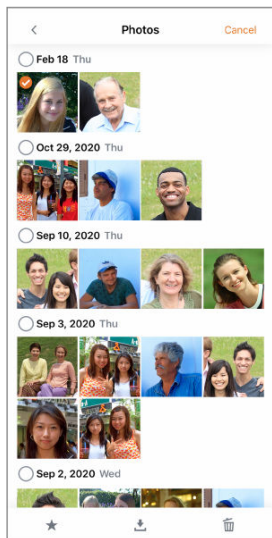 Photos Cancel
Feb 18 Thu
Oct 29, 2020 Thu
Sep 10, 2020 Thu
Sep 3, 2020 Thu
Sep 2, 2020 Wed